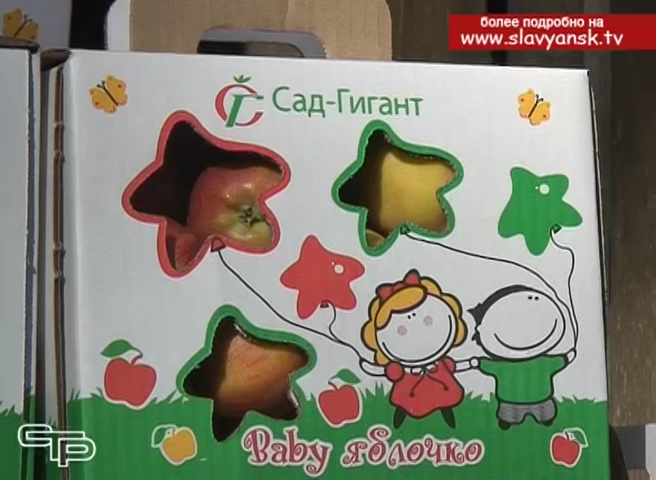 более подробно на
www.slavyansk.tv
Сад-Гигант
Baby яблочко